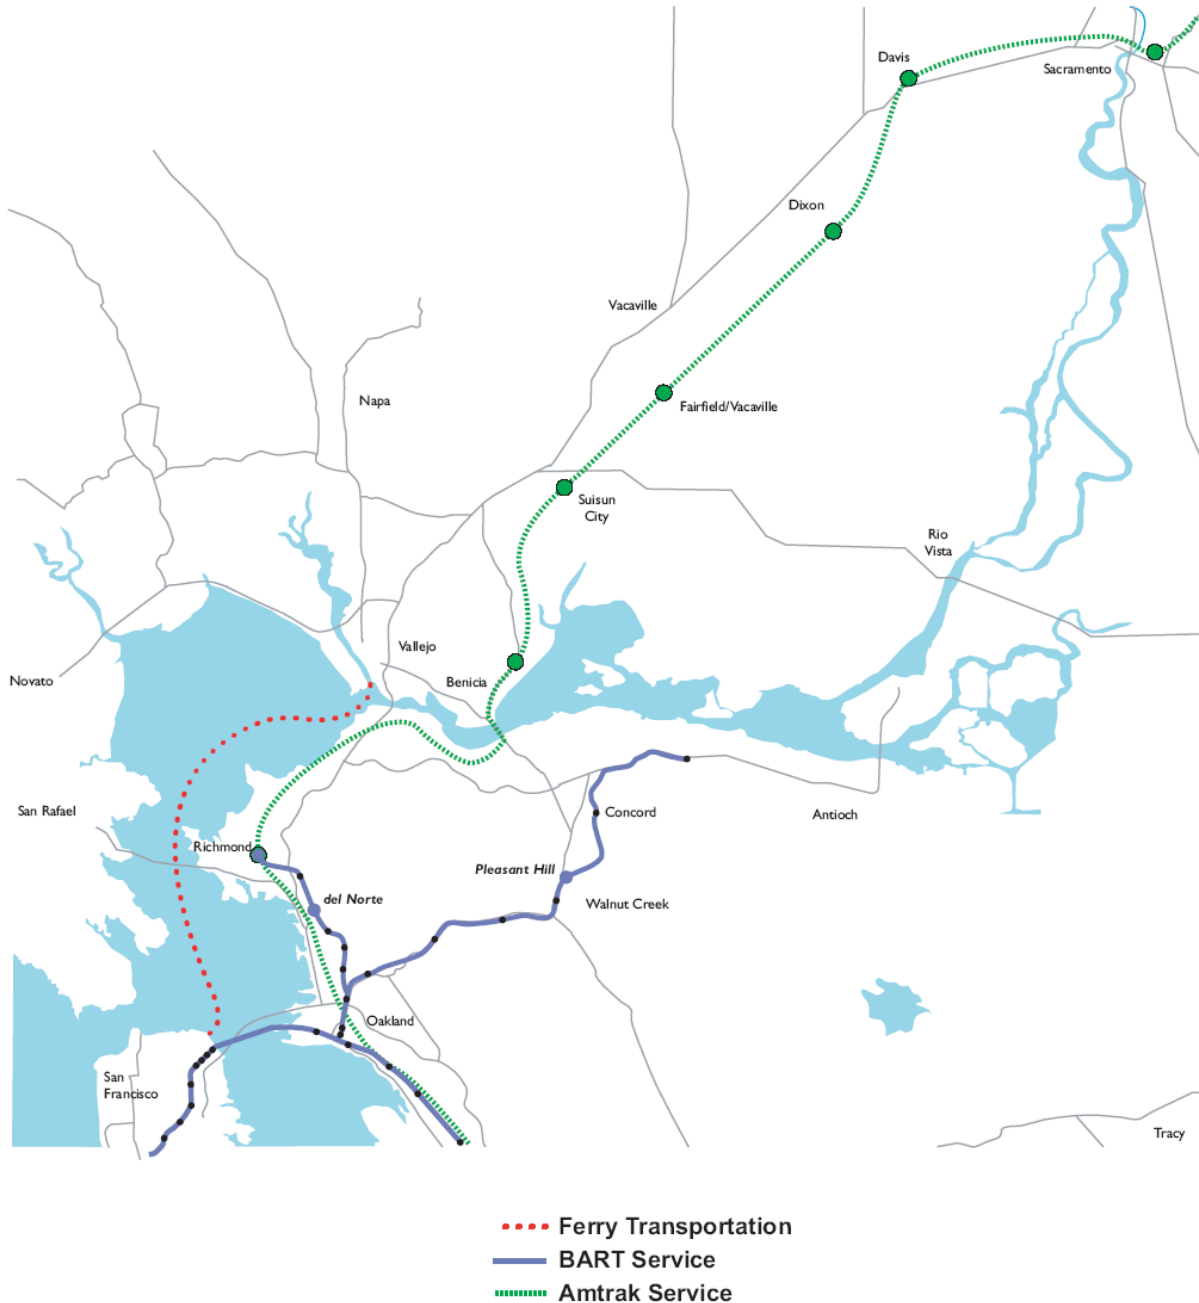 Davis
Sacramento
Dixon
Vacaville
Napa
Fairfield/Vacaville
Suisun
City
Rio
Vista
Vallejo
Novato
Benicia
San Rafael
Concord
Antioch
Richmond
Pleasant Hill
del Norte
Walnut Creek
Oakland
San
Francisco
Tracy
Ferry Transportation
BART Service
Amtrak Service